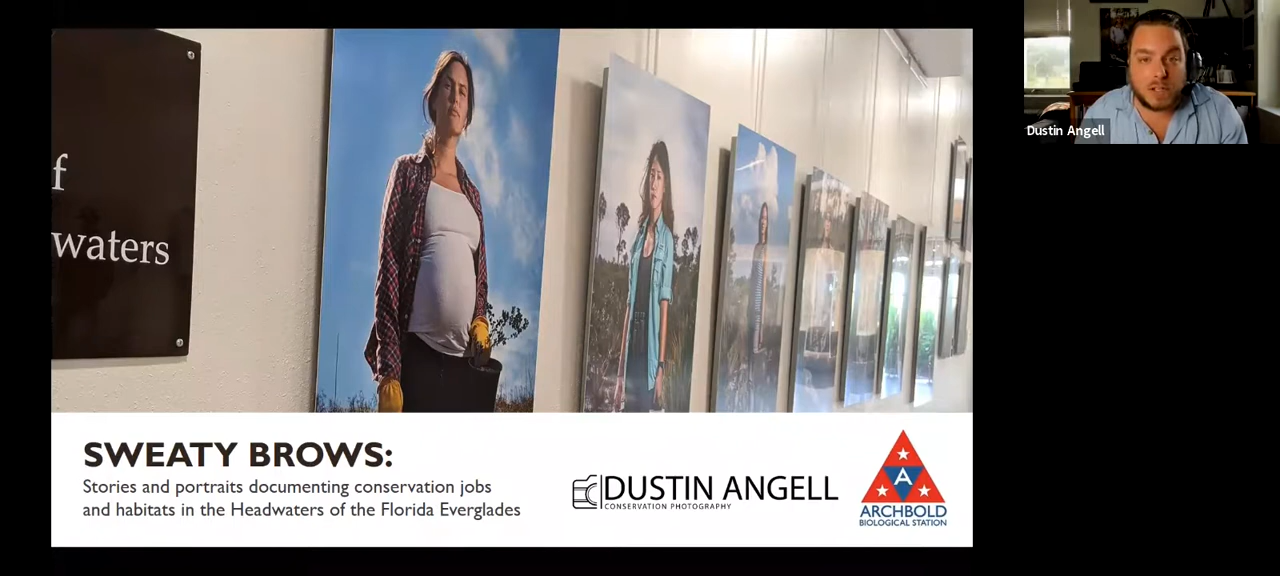 f
waters
Dustin Angell
SWEATY BROWS:
Stories and portraits documenting conservation jobs
and habitats in the Headwaters of the Florida Everglades
DUSTIN ANGELL
CONSERVATION PHOTOGRAPHY
A
ARCHBOLD
BIOLOGICAL STATION